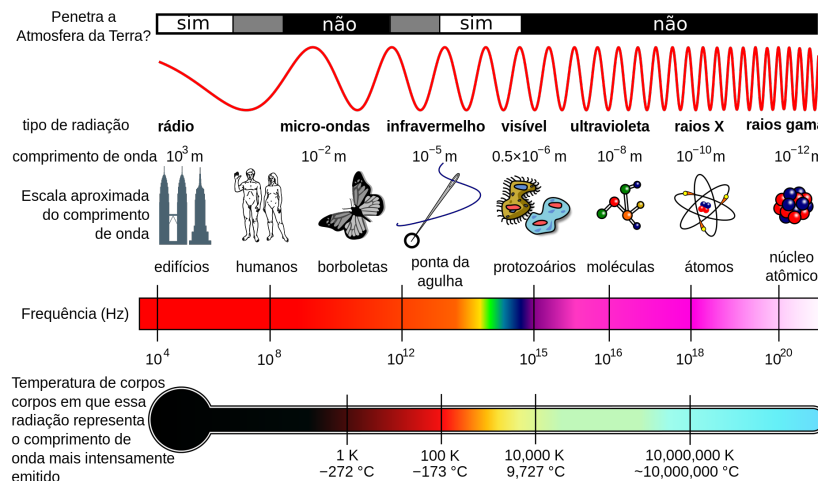 Penetra a
Atmosfera da Terra?
sim
não
sim
não
tipo de radiação
rádio
micro-ondas
infravermelho
visível
ultravioleta
raios X
raios gama
comprimento de onda
10³ m
10⁻² m
10⁻⁵ m
0.5×10⁻⁶ m
10⁻⁸ m
10⁻¹⁰ m
10⁻¹² m
Escala aproximada
do comprimento
de onda
edifícios
humanos
borboletas
ponta da
agulha
protozoários
moléculas
átomos
núcleo
atômico
Frequência (Hz)
10⁴
10⁸
10¹²
10¹⁵
10¹⁶
10¹⁸
10²⁰
Temperatura de corpos
corpos em que essa
radiação representa
o comprimento de
onda mais intensamente
emitido
1 K
−272 °C
100 K
−173 °C
10,000 K
9,727 °C
10,000,000 K
~10,000,000 °C